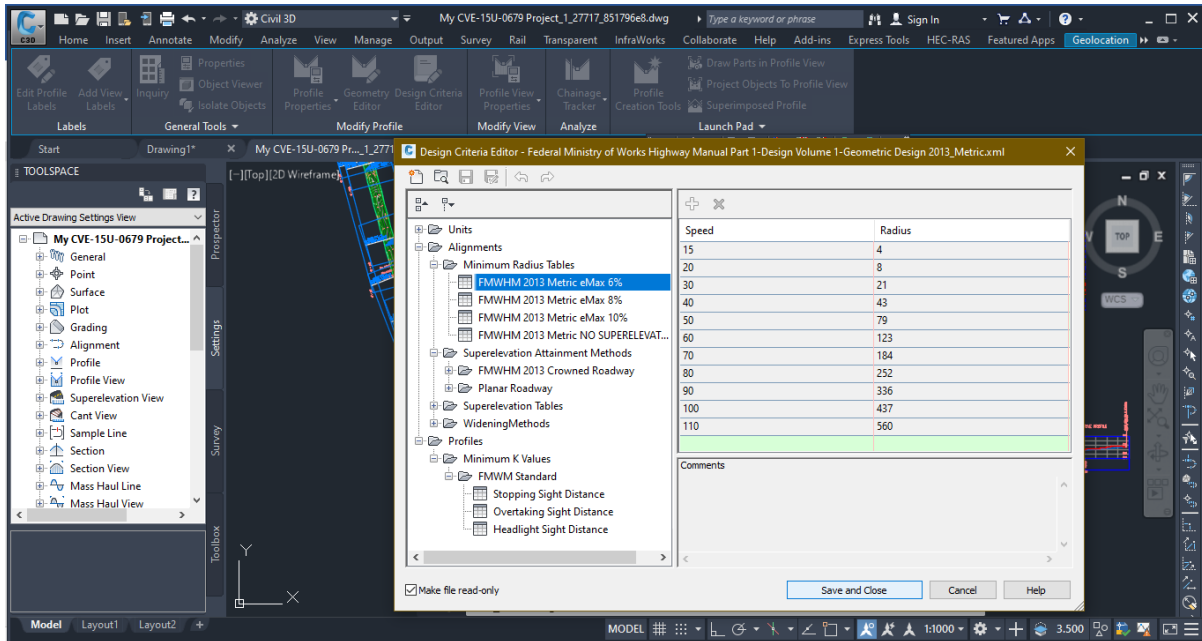 C3D
Civil 3D
My CVE-15U-0679 Project_1_27717_851796e8.dwg
Type a keyword or phrase
Sign In
Home Insert Annotate Modify Analyze View Manage Output Survey Rail Transparent InfraWorks Collaborate Help Add-ins Express Tools HEC-RAS Featured Apps Geolocation
Edit Profile Labels
Add View Labels
Inquiry
Properties
Object Viewer
Isolate Objects
Profile Properties
Geometry Editor
Design Criteria Editor
Profile View Properties
Chainage Tracker
Profile Creation Tools
Draw Parts in Profile View
Project Objects To Profile View
Superimposed Profile
Labels General Tools Modify Profile Modify View Analyze Launch Pad
Start Drawing1* My CVE-15U-0679 Pr..._1_2771
TOOLSPACE
Active Drawing Settings View
My CVE-15U-0679 Project...
General
Point
Surface
Plot
Grading
Alignment
Profile
Profile View
Superelevation View
Cant View
Sample Line
Section
Section View
Mass Haul Line
Mass Haul View
Prospector
Settings
Survey
Toolbox
[-][Top][2D Wireframe]
Design Criteria Editor - Federal Ministry of Works Highway Manual Part 1-Design Volume 1-Geometric Design 2013_Metric.xml
Units
Alignments
Minimum Radius Tables
FMWHM 2013 Metric eMax 6%
FMWHM 2013 Metric eMax 8%
FMWHM 2013 Metric eMax 10%
FMWHM 2013 Metric NO SUPERELEVAT...
Superelevation Attainment Methods
FMWHM 2013 Crowned Roadway
Planar Roadway
Superelevation Tables
WideningMethods
Profiles
Minimum K Values
FMWM Standard
Stopping Sight Distance
Overtaking Sight Distance
Headlight Sight Distance
Speed Radius
15 4
20 8
30 21
40 43
50 79
60 123
70 184
80 252
90 336
100 437
110 560
Comments
Make file read-only
Save and Close Cancel Help
N
W TOP E
S
WCS
Y
X
Model Layout1 Layout2 +
MODEL 1:1000 3.500